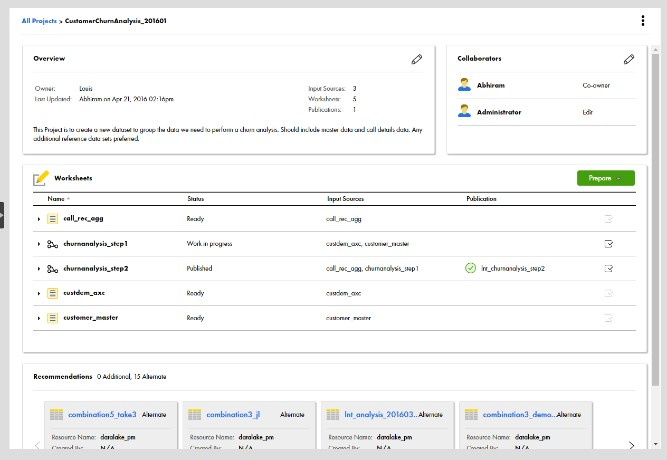 All Projects > CustomerChurnAnalysis_201601
Overview
Owner: Louis
Last Updated: Abhiram on Apr 21, 2016 02:16pm
Input Sources: 3
Worksheets: 5
Publications: 1
This Project is to create a new dataset to group the data we need to perform a churn analysis. Should include master data and call details data. Any
additional reference data sets preferred.
Collaborators
Abhiram Co-owner
Administrator Edit
Worksheets Prepare
Name Status Input Sources Publication
call_rec_agg Ready call_rec_agg
churnanalysis_step1 Work in progress custdem_axc, customer_master
churnanalysis_step2 Published call_rec_agg, churnanalysis_step1 lnt_churnanalysis_step2
custdem_axc Ready custdem_axc
customer_master Ready customer_master
Recommendations 0 Additional, 15 Alternate
combination5_take3 Alternate combination3_jl Alternate lnt_analysis_201603... Alternate combination3_demo... Alternate
Resource Name: datalake_pm Resource Name: datalake_pm Resource Name: datalake_pm Resource Name: datalake_pm
Created By: N/A Created By: N/A Created By: N/A Created By: N/A